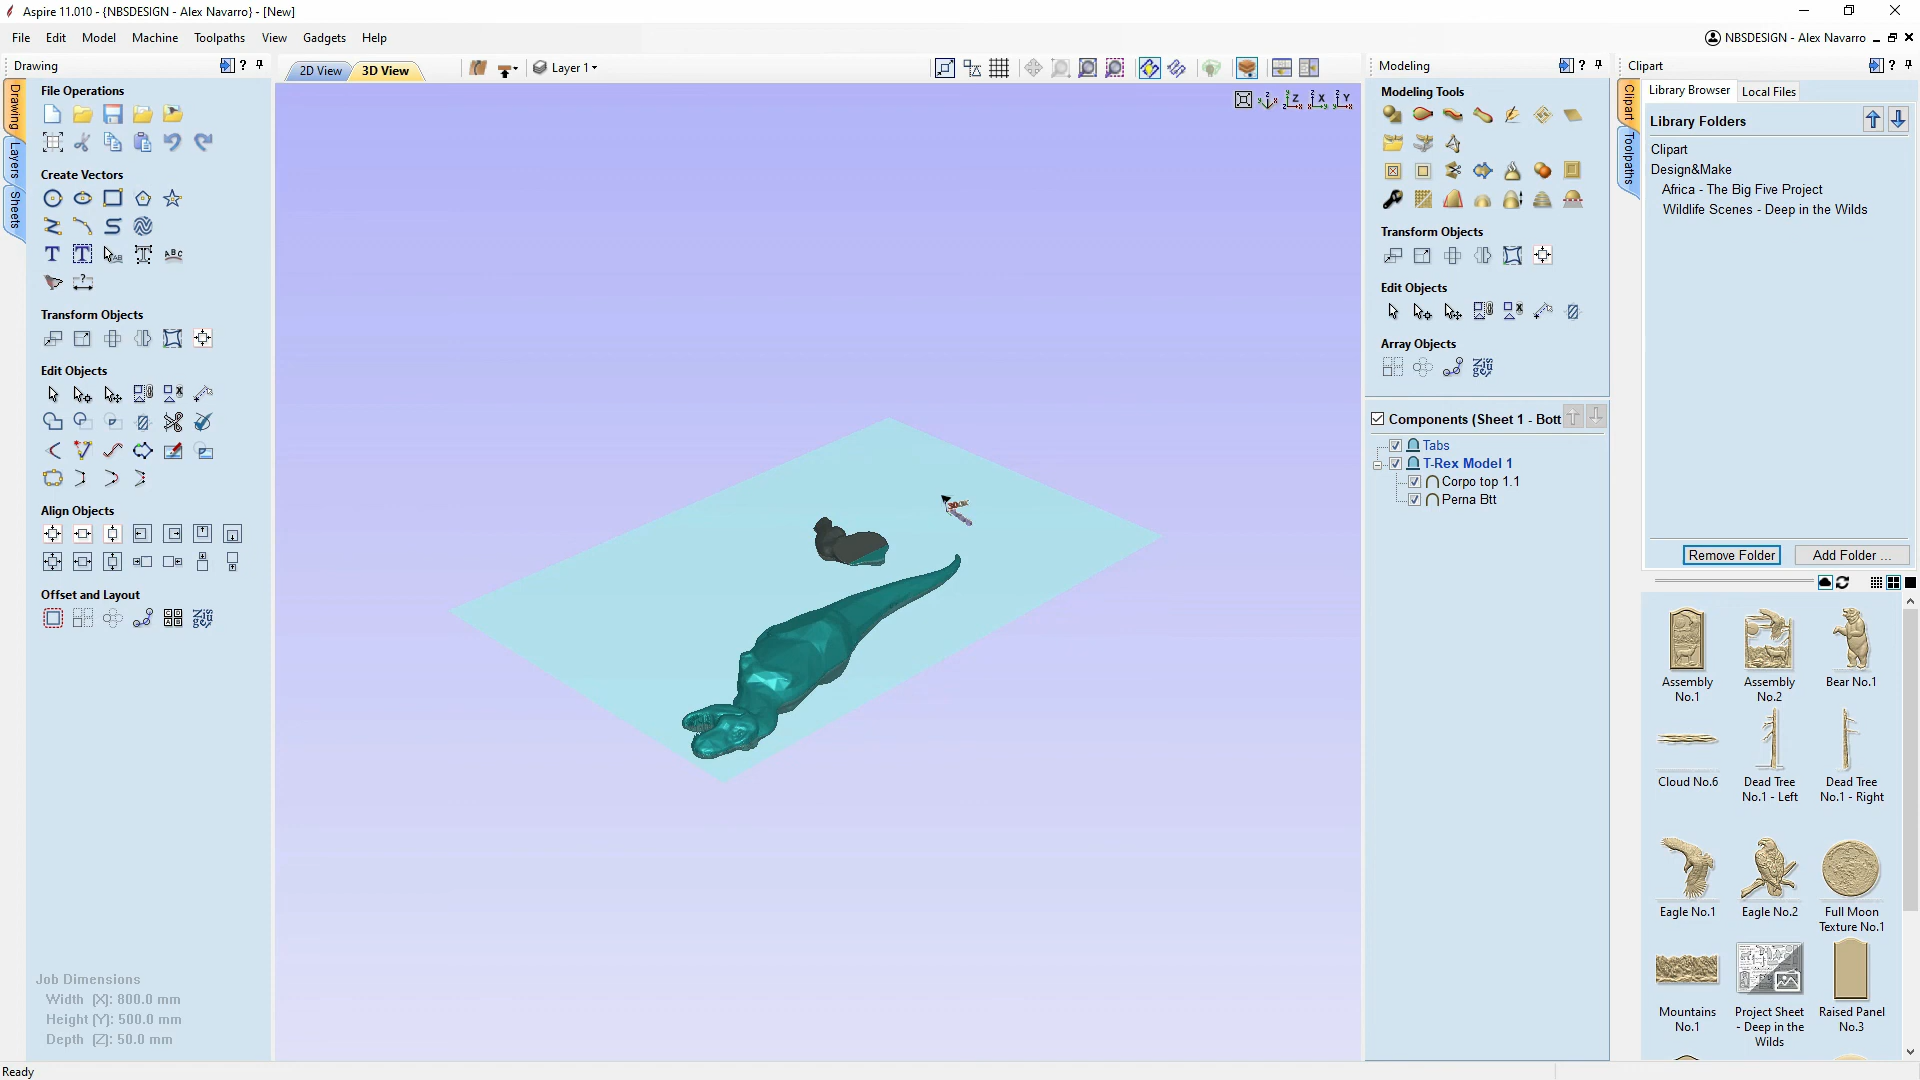 Aspire 11.010 - {NBSDESIGN - Alex Navarro} - [New]
File Edit Model Machine Toolpaths View Gadgets Help
NBSDESIGN - Alex Navarro
Drawing
2D View
3D View
Layer 1
Modeling
Clipart
Drawing
Layers
Sheets
File Operations
Create Vectors
Transform Objects
Edit Objects
Align Objects
Offset and Layout
Job Dimensions
Width (X): 800.0 mm
Height (Y): 500.0 mm
Depth (Z): 50.0 mm
Modeling Tools
Transform Objects
Edit Objects
Array Objects
Components (Sheet 1 - Bott
Tabs
T-Rex Model 1
Corpo top 1.1
Perna Btt
Clipart
Toolpaths
Library Browser
Local Files
Library Folders
Clipart
Design&Make
Africa - The Big Five Project
Wildlife Scenes - Deep in the Wilds
Remove Folder
Add Folder ...
Assembly No.1
Assembly No.2
Bear No.1
Cloud No.6
Dead Tree No.1 - Left
Dead Tree No.1 - Right
Eagle No.1
Eagle No.2
Full Moon Texture No.1
Mountains No.1
Project Sheet - Deep in the Wilds
Raised Panel No.3
Ready